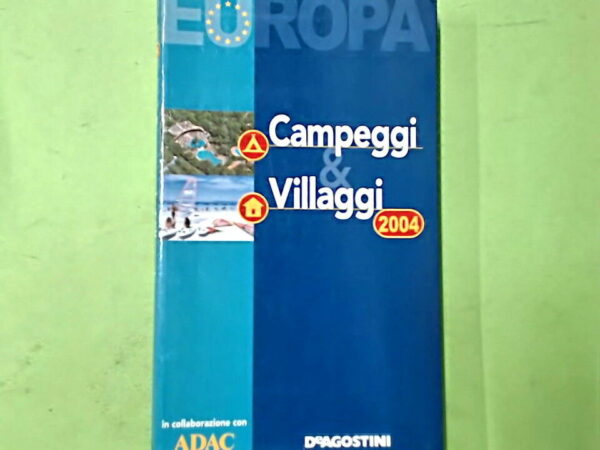 EUROPA
Campeggi
&
Villaggi
2004
in collaborazione con
ADAC
DEAGOSTINI